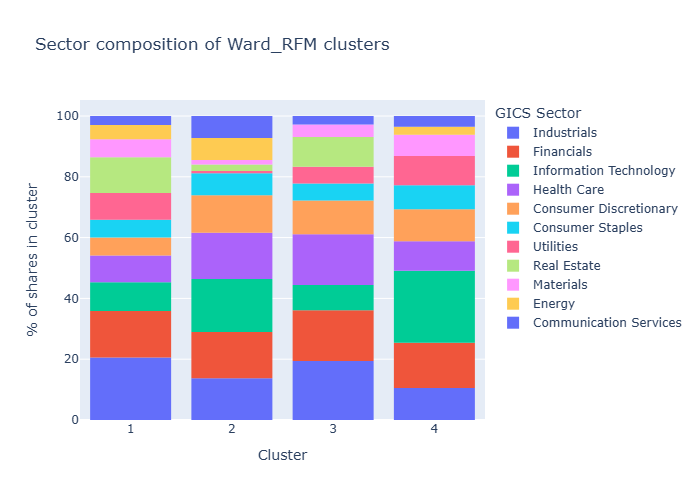 Sector composition of Ward_RFM clusters
GICS Sector
Industrials
Financials
Information Technology
Health Care
Consumer Discretionary
Consumer Staples
Utilities
Real Estate
Materials
Energy
Communication Services
% of shares in cluster
100
80
60
40
20
0
1 2 3 4
Cluster